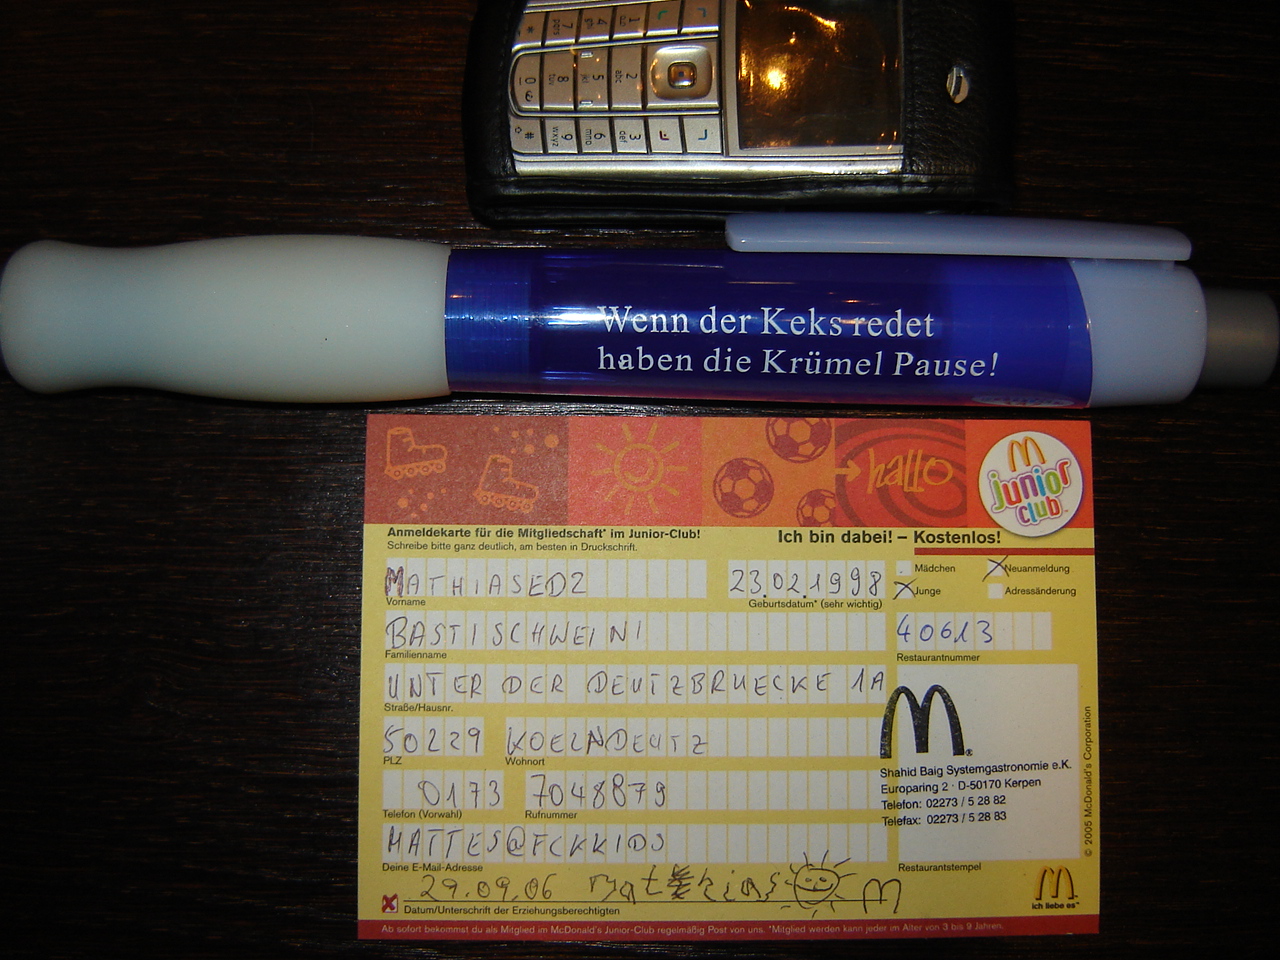 Wenn der Keks redet
haben die Krümel Pause!
hallo
junior
club
Anmeldekarte für die Mitgliedschaft* im Junior-Club!
Schreibe bitte ganz deutlich, am besten in Druckschrift.
Ich bin dabei! – Kostenlos!
MATHIASEDZ
Vorname
23.02.1998
Geburtsdatum* (sehr wichtig)
Mädchen
Neuanmeldung
Junge
Adressänderung
BASTISCHWEINI
Familienname
40613
Restaurantnummer
UNTER DER DEUTZBRUECKE 1A
Straße/Hausnr.
50229
PLZ
KOELNDEUTZ
Wohnort
0173
Telefon (Vorwahl)
7048879
Rufnummer
MATTES@FCKKIDS
Deine E-Mail-Adresse
Shahid Baig Systemgastronomie e.K.
Europaring 2 · D-50170 Kerpen
Telefon: 02273 / 5 28 82
Telefax: 02273 / 5 28 83
Restaurantstempel
© 2005 McDonald's Corporation
29.09.06
Datum/Unterschrift der Erziehungsberechtigten
ich liebe es™
Ab sofort bekommst du als Mitglied im McDonald's Junior-Club regelmäßig Post von uns. *Mitglied werden kann jeder im Alter von 3 bis 9 Jahren.